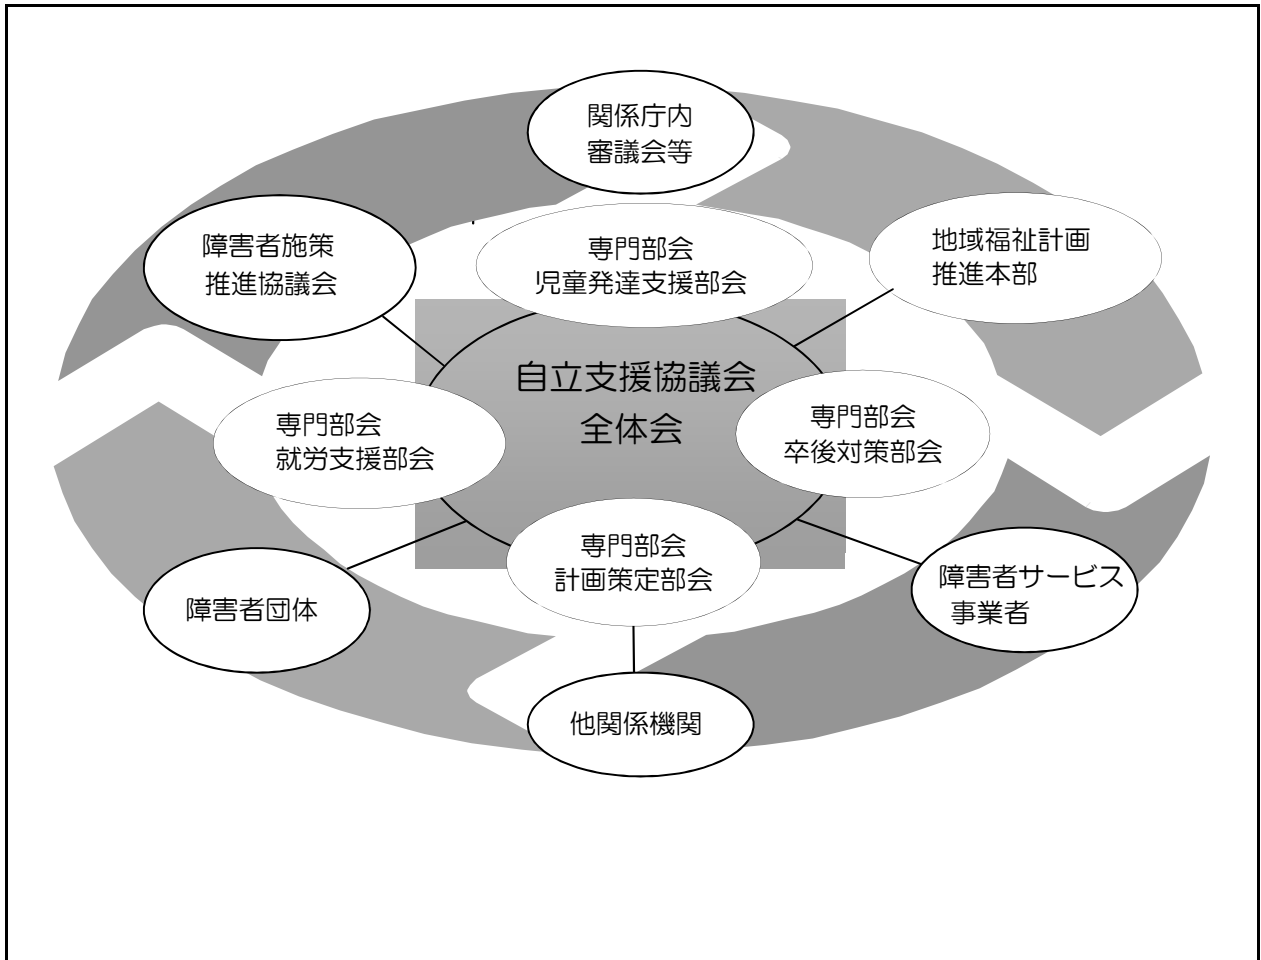 関係庁内
審議会等
障害者施策
推進協議会
専門部会
児童発達支援部会
地域福祉計画
推進本部
自立支援協議会
全体会
専門部会
就労支援部会
専門部会
卒後対策部会
専門部会
計画策定部会
障害者団体
障害者サービス
事業者
他関係機関